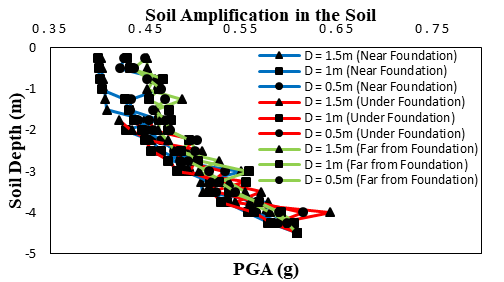 Soil Amplification in the Soil
0.35 0.45 0.55 0.65 0.75
0
-1
-2
-3
-4
-5
Soil Depth (m)
D = 1.5m (Near Foundation)
D = 1m (Near Foundation)
D = 0.5m (Near Foundation)
D = 1.5m (Under Foundation)
D = 1m (Under Foundation)
D = 0.5m (Under Foundation)
D = 1.5m (Far from Foundation)
D = 1m (Far from Foundation)
D = 0.5m (Far from Foundation)
PGA (g)